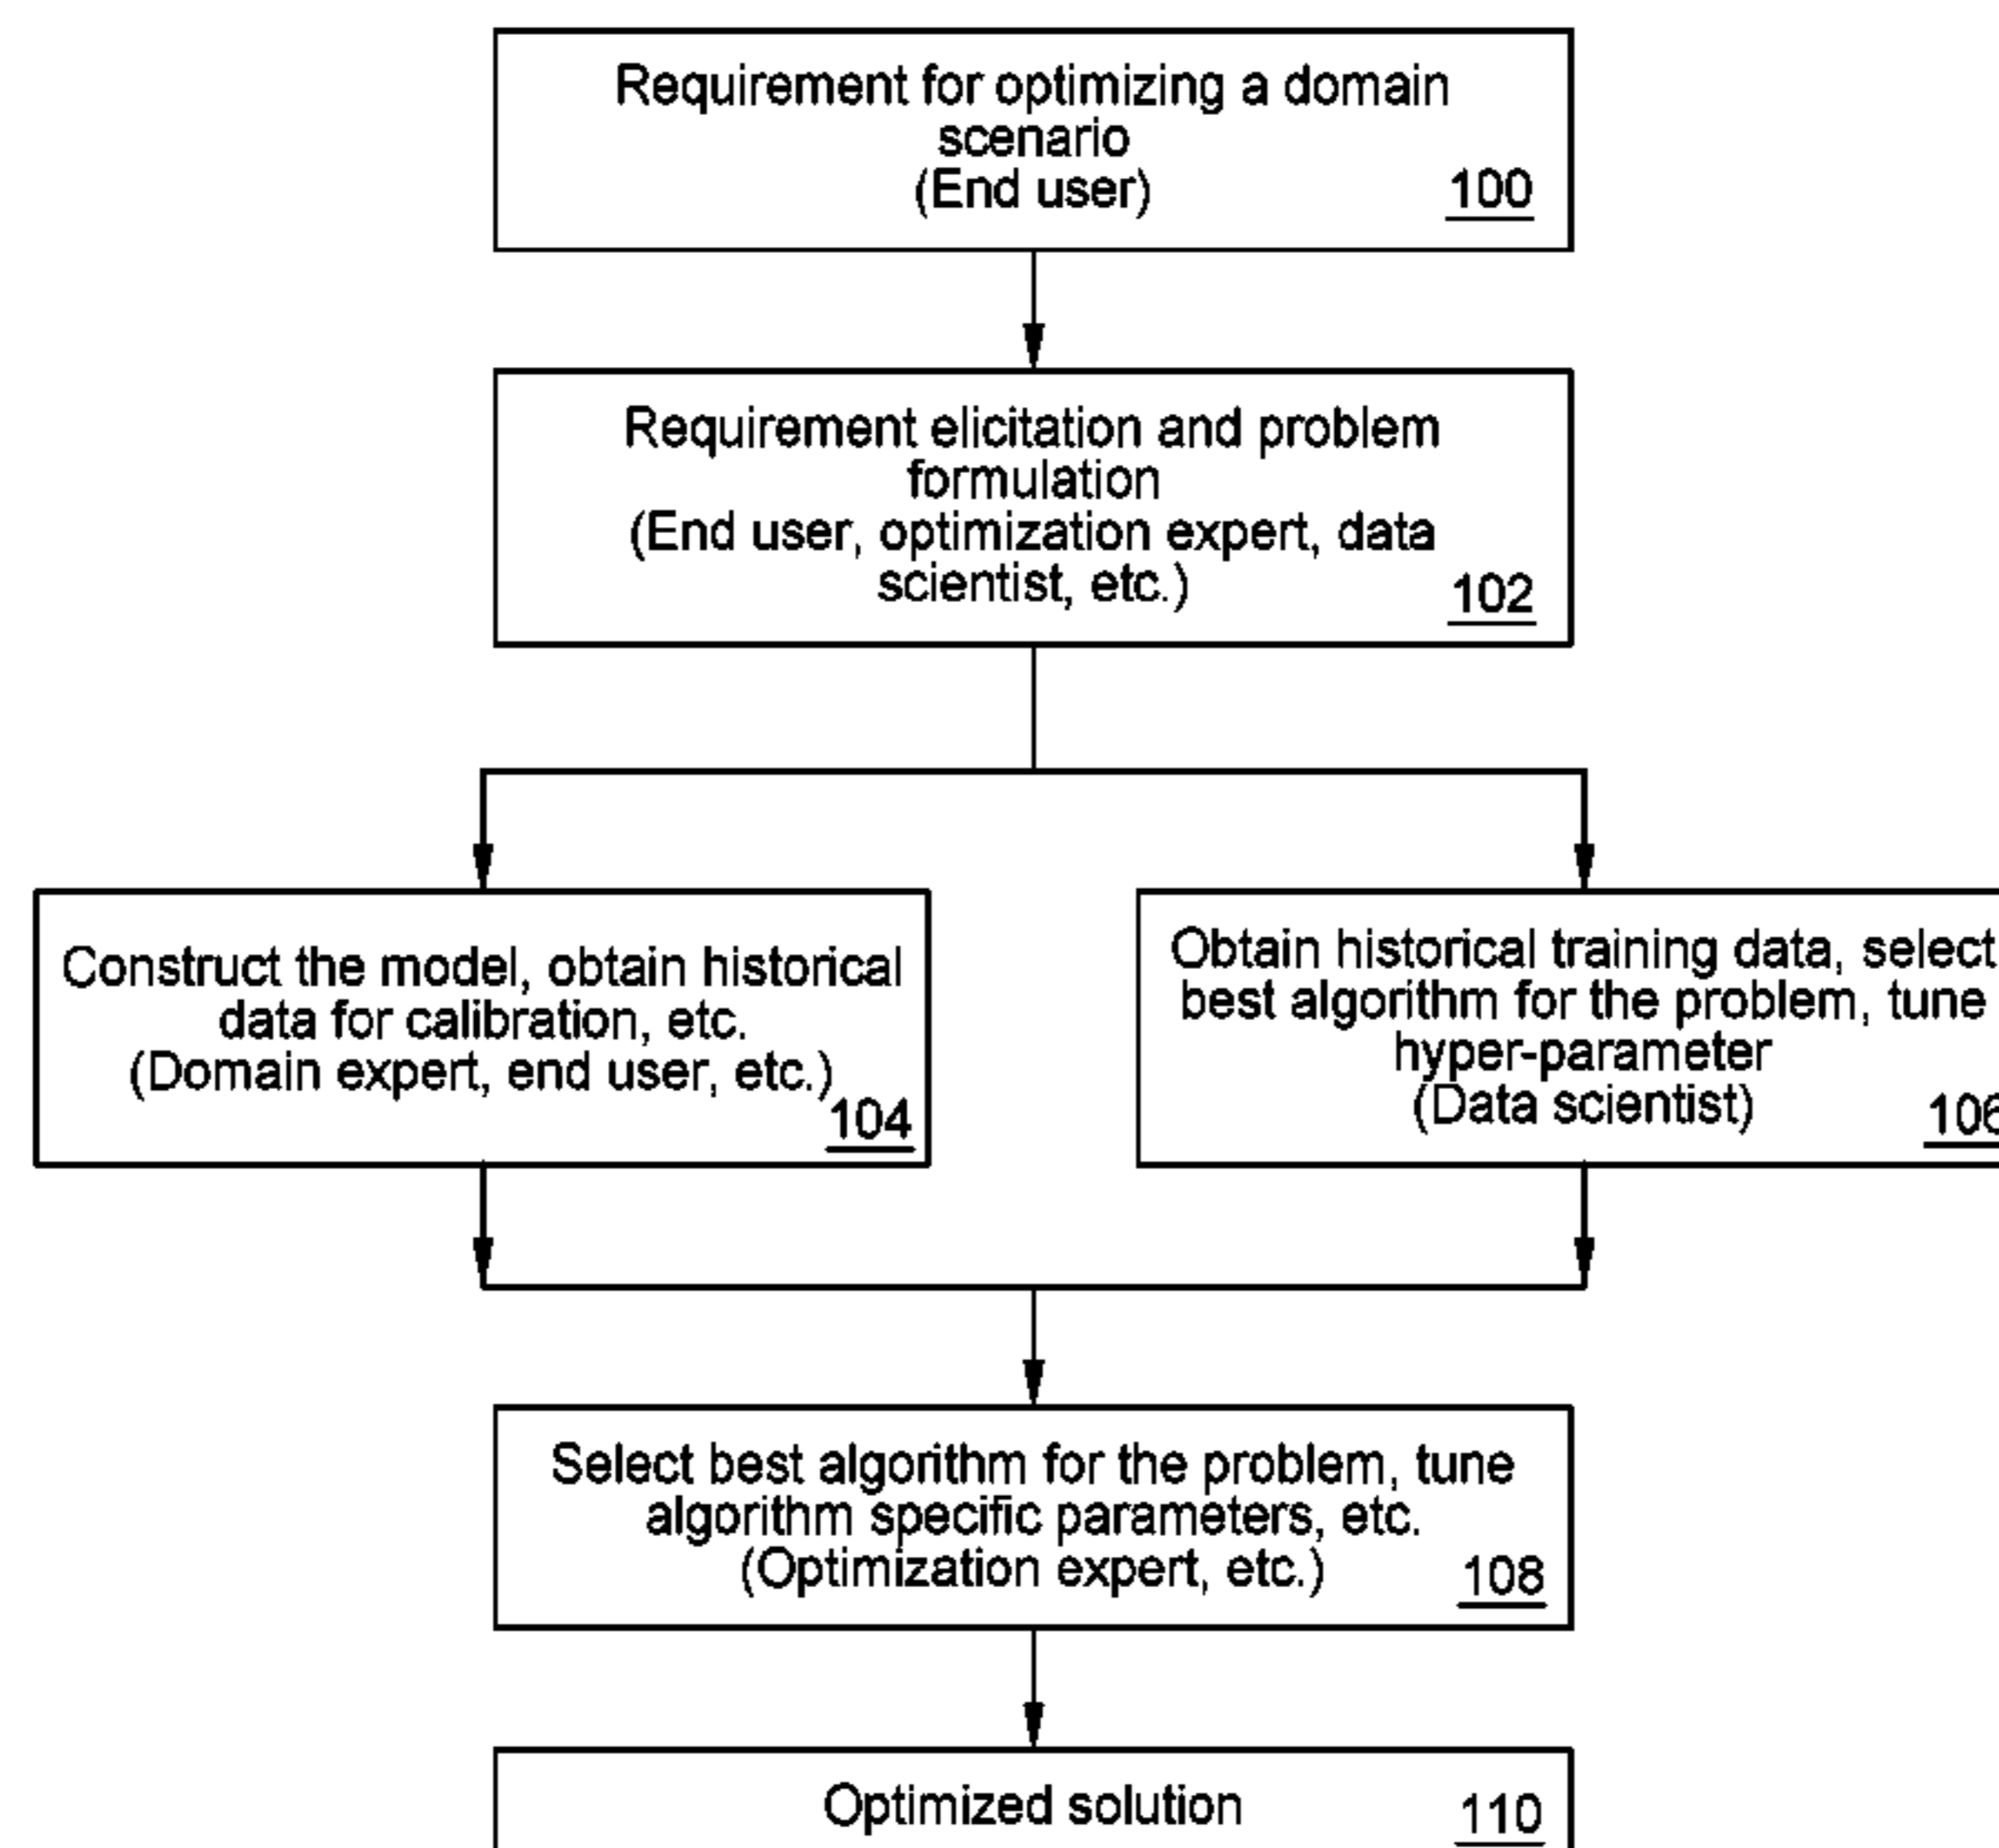 Requirement for optimizing a domain
scenario
(End user)
100
Requirement elicitation and problem
formulation
(End user, optimization expert, data
scientist, etc.)
102
Construct the model, obtain historical
data for calibration, etc.
(Domain expert, end user, etc.)
104
Obtain historical training data, select
best algorithm for the problem, tune
hyper-parameter
(Data scientist)
106
Select best algorithm for the problem, tune
algorithm specific parameters, etc.
(Optimization expert, etc.)
108
Optimized solution
110